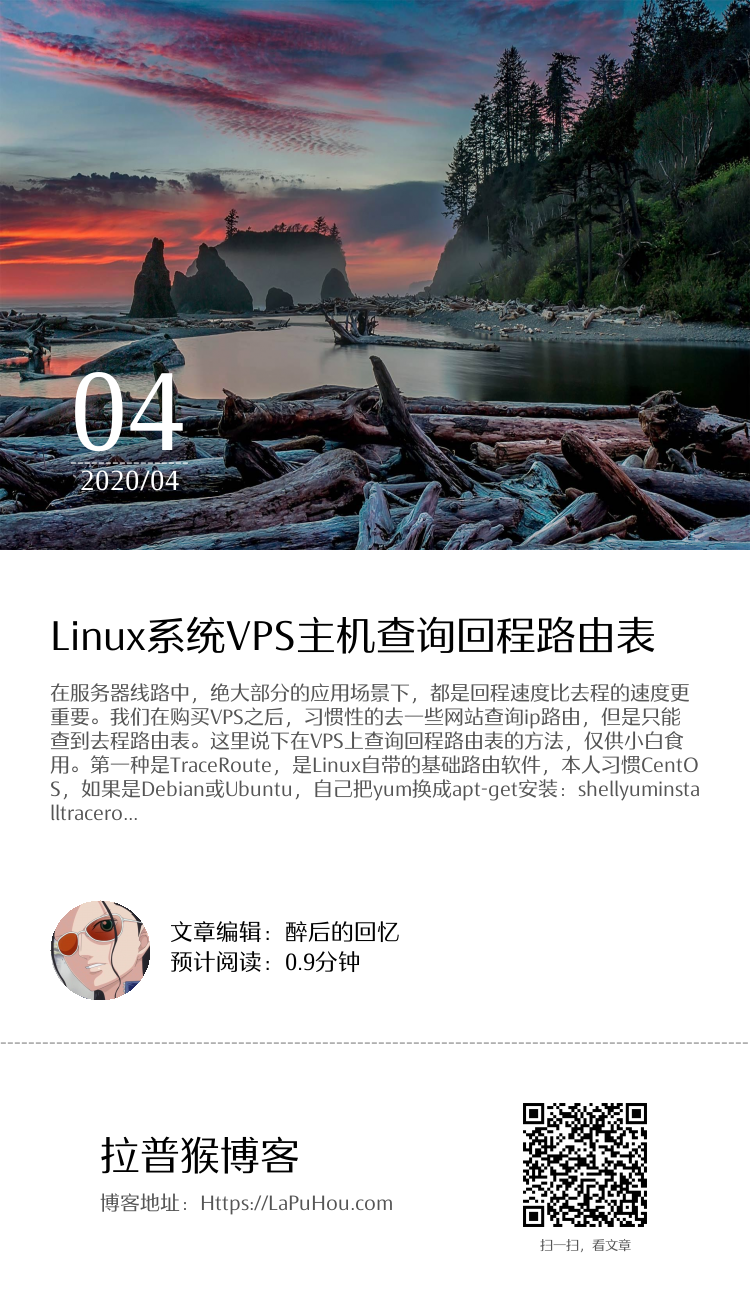 04
2020/04
Linux系统VPS主机查询回程路由表
在服务器线路中，绝大部分的应用场景下，都是回程速度比去程的速度更
重要。我们在购买VPS之后，习惯性的去一些网站查询ip路由，但是只能
查到去程路由表。这里说下在VPS上查询回程路由表的方法，仅供小白食
用。第一种是TraceRoute，是Linux自带的基础路由软件，本人习惯CentO
S，如果是Debian或Ubuntu，自己把yum换成apt-get安装：shellyuminsta
lltracero...
文章编辑：醉后的回忆
预计阅读：0.9分钟
拉普猴博客
博客地址：Https://LaPuHou.com
扫一扫，看文章